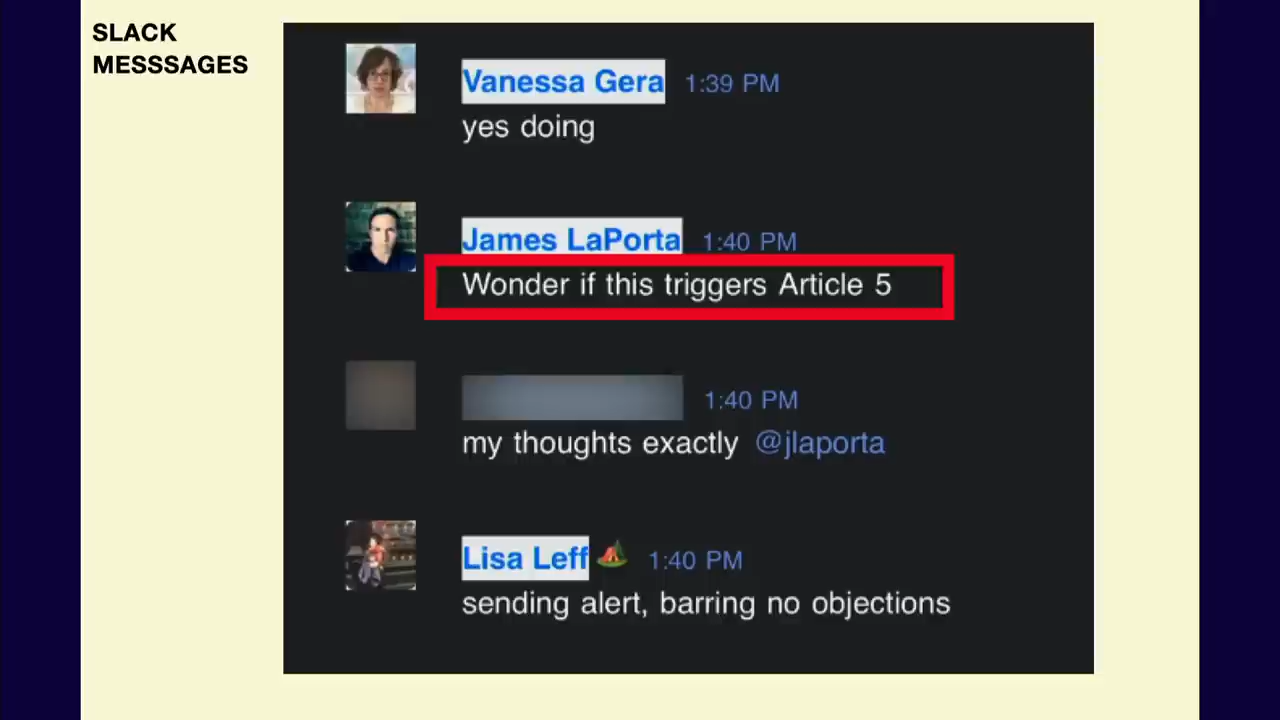 SLACK
MESSSAGES
Vanessa Gera 1:39 PM
yes doing
James LaPorta 1:40 PM
Wonder if this triggers Article 5
1:40 PM
my thoughts exactly @jlaporta
Lisa Leff 1:40 PM
sending alert, barring no objections